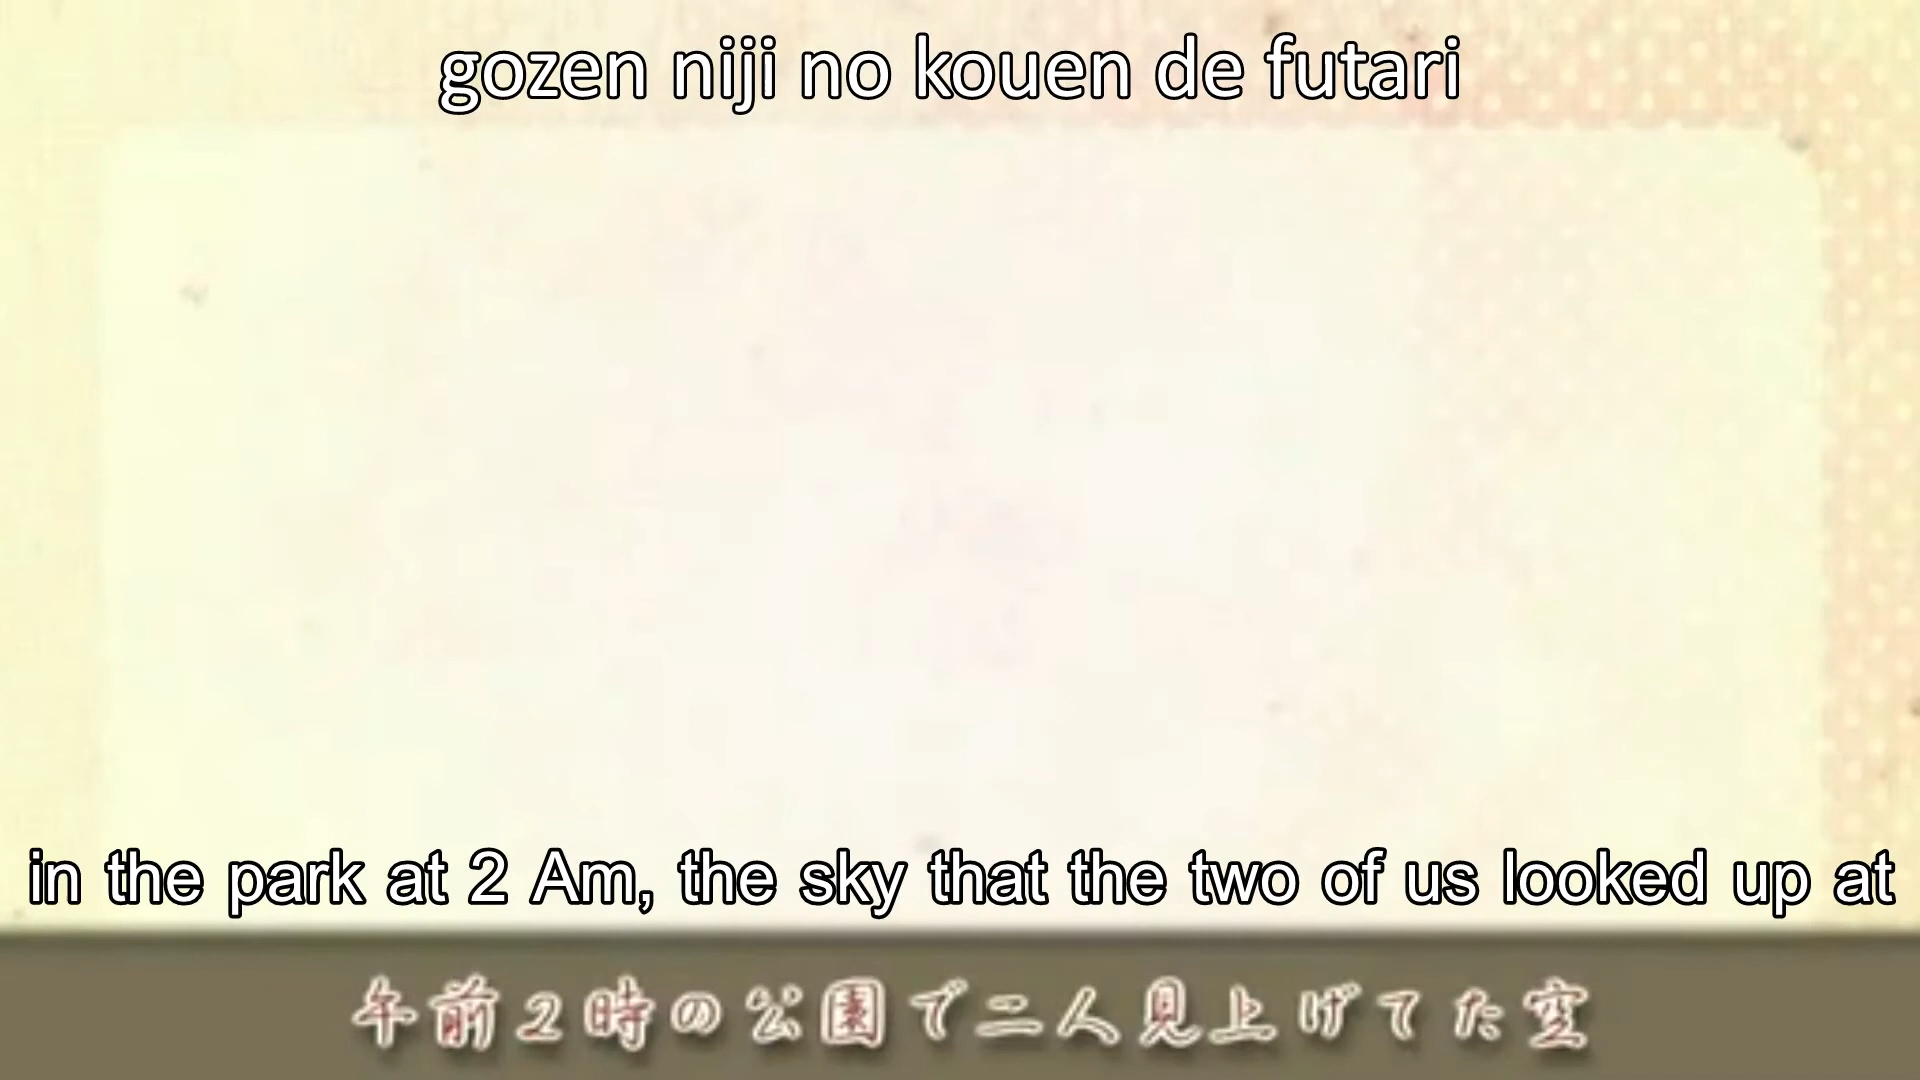 gozen niji no kouen de futari
in the park at 2 Am, the sky that the two of us looked up at
午前２時の公園で二人見上げてた空